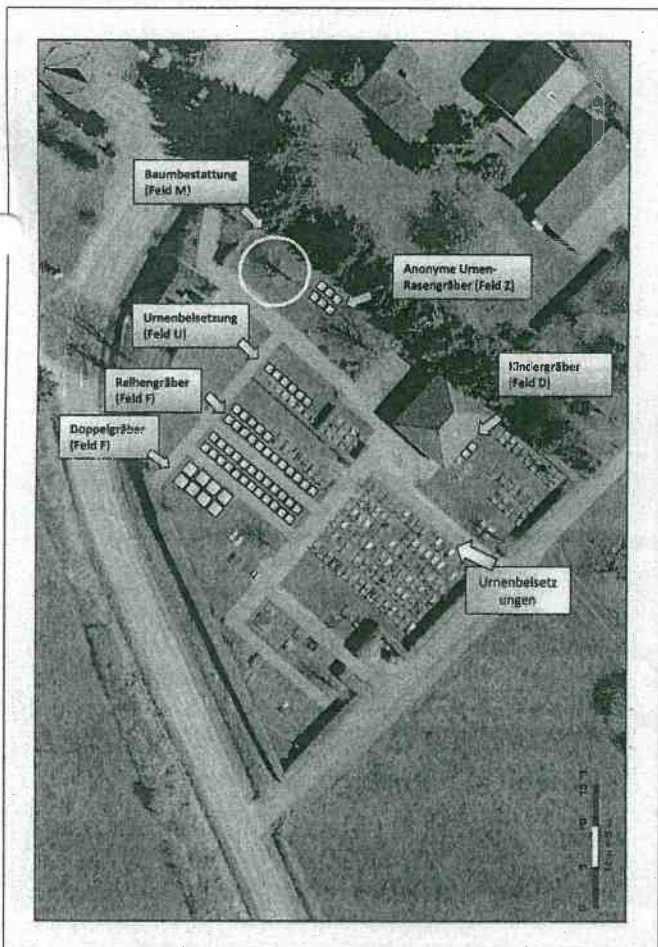 Baumbestattung
(Feld M)
Anonyme Urnen-
Rasengräber (Feld Z)
Urnenbeisetzung
(Feld U)
Kindergräber
(Feld D)
Reihengräber
(Feld F)
Doppelgräber
(Feld F)
Urnenbeisetz
ungen